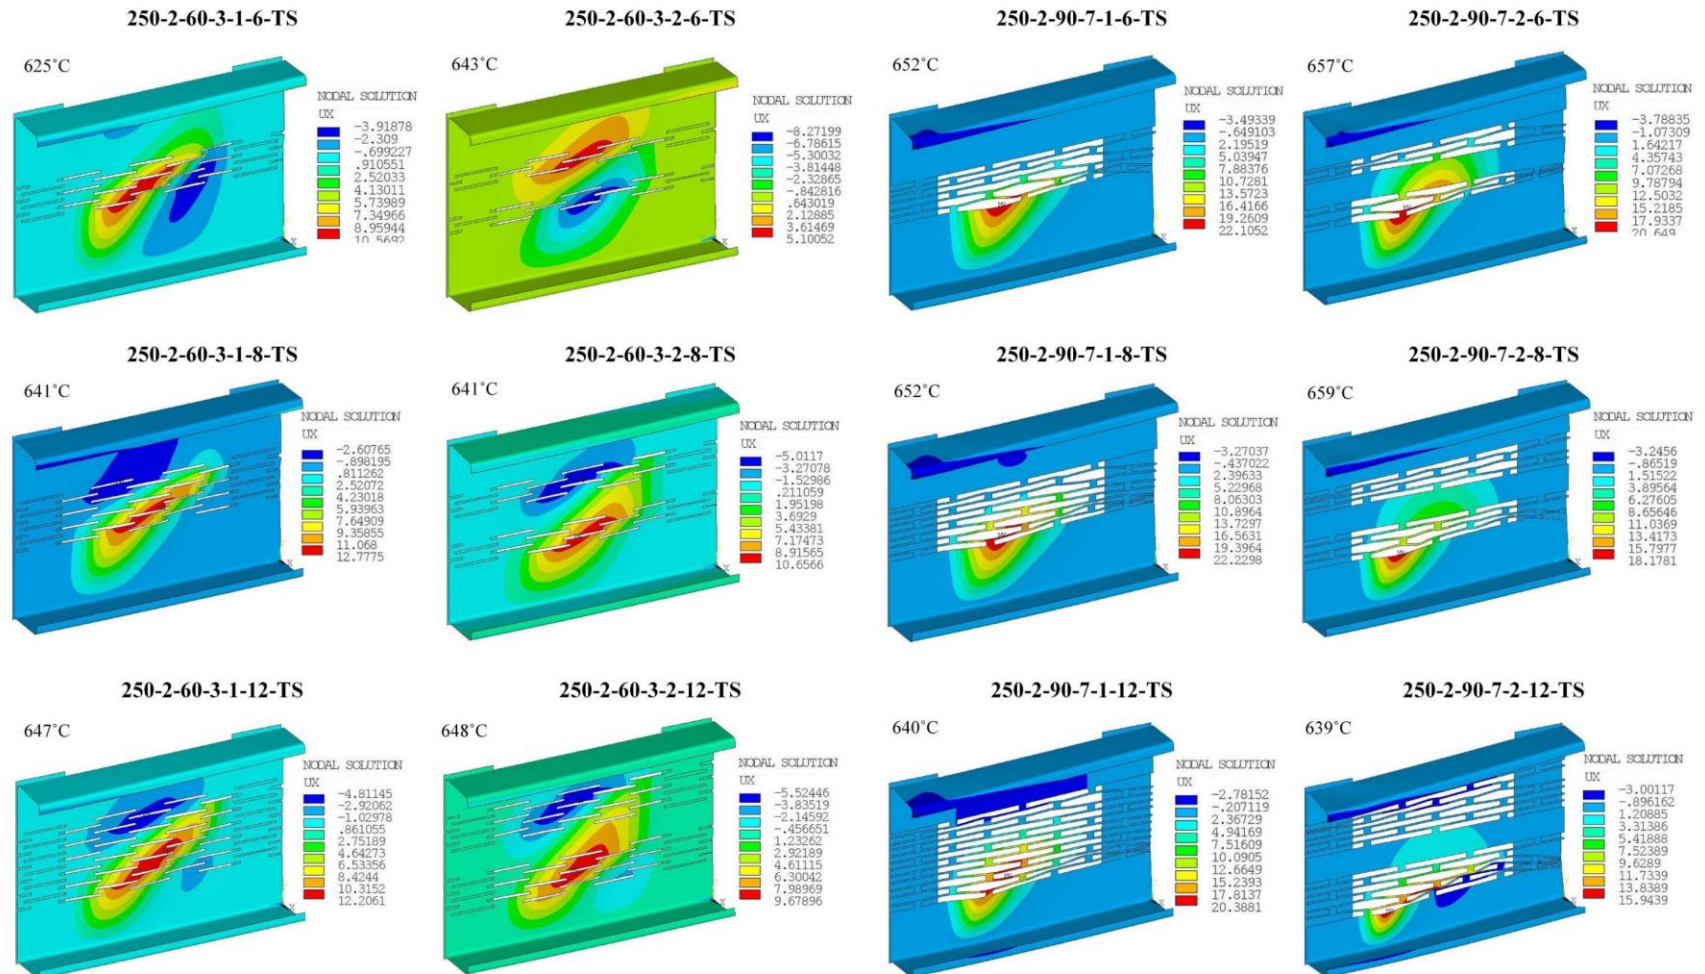 250-2-60-3-1-6-TS
625˚C
NODAL SOLUTION
UX
-3.91878
-2.309
-.699227
.910551
2.52033
4.13011
5.73989
7.34966
8.95944
10.5692
250-2-60-3-2-6-TS
643˚C
NODAL SOLUTION
UX
-8.27199
-6.78615
-5.30032
-3.81448
-2.32865
-.842816
.643019
2.12885
3.61469
5.10052
250-2-90-7-1-6-TS
652˚C
NODAL SOLUTION
UX
-3.49339
-.649103
2.19519
5.03947
7.88376
10.7281
13.5723
16.4166
19.2609
22.1052
250-2-90-7-2-6-TS
657˚C
NODAL SOLUTION
UX
-3.78835
-1.07309
1.64217
4.35743
7.07268
9.78794
12.5032
15.2185
17.9337
20.649
250-2-60-3-1-8-TS
641˚C
NODAL SOLUTION
UX
-2.60765
-.898195
.811262
2.52072
4.23018
5.93963
7.64909
9.35855
11.068
12.7775
250-2-60-3-2-8-TS
641˚C
NODAL SOLUTION
UX
-5.0117
-3.27078
-1.52986
.211059
1.95198
3.6929
5.43381
7.17473
8.91565
10.6566
250-2-90-7-1-8-TS
652˚C
NODAL SOLUTION
UX
-3.27037
-.437022
2.39633
5.22968
8.06303
10.8964
13.7297
16.5631
19.3964
22.2298
250-2-90-7-2-8-TS
659˚C
NODAL SOLUTION
UX
-3.2456
-.86519
1.51522
3.89564
6.27605
8.65646
11.0369
13.4173
15.7977
18.1781
250-2-60-3-1-12-TS
647˚C
NODAL SOLUTION
UX
-4.81145
-2.92062
-1.02978
.861055
2.75189
4.64273
6.53356
8.4244
10.3152
12.2061
250-2-60-3-2-12-TS
648˚C
NODAL SOLUTION
UX
-5.52446
-3.83519
-2.14592
-.456651
1.23262
2.92189
4.61115
6.30042
7.98969
9.67896
250-2-90-7-1-12-TS
640˚C
NODAL SOLUTION
UX
-2.78152
-.207119
2.36729
4.94169
7.51609
10.0905
12.6649
15.2393
17.8137
20.3881
250-2-90-7-2-12-TS
639˚C
NODAL SOLUTION
UX
-3.00117
-.896162
1.20885
3.31386
5.41888
7.52389
9.6289
11.7339
13.8389
15.9439